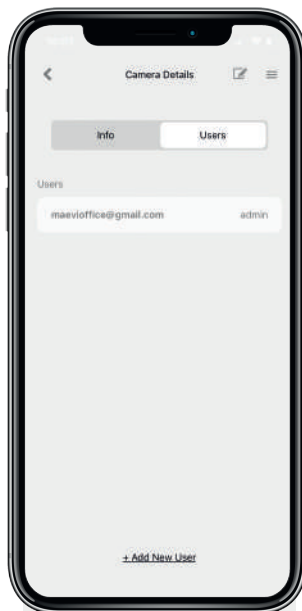 Camera Details
Info Users
Users
maevioffice@gmail.com admin
+ Add New User